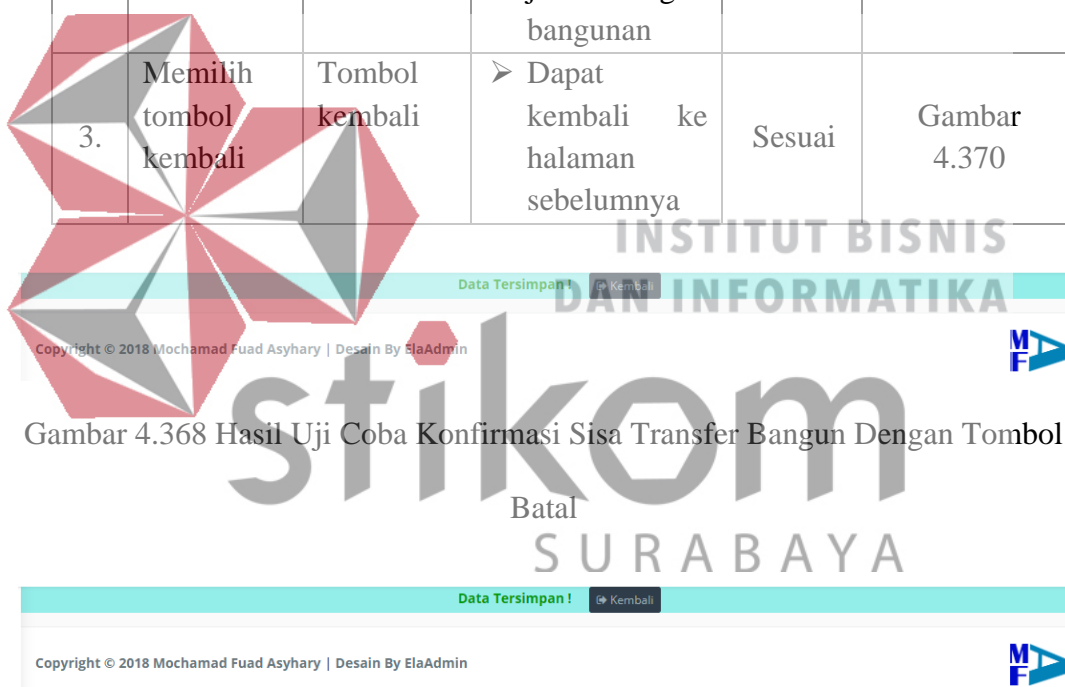 bangunan
3.
Memilih tombol kembali
Tombol kembali
➢ Dapat kembali ke halaman sebelumnya
Sesuai
Gambar 4.370
INSTITUT BISNIS
DAN INFORMATIKA
stikom
SURABAYA
Data Tersimpan ! Kembali
Copyright © 2018 Mochamad Fuad Asyhary | Desain By ElaAdmin
MFA
Gambar 4.368 Hasil Uji Coba Konfirmasi Sisa Transfer Bangun Dengan Tombol
Batal
Data Tersimpan ! Kembali
Copyright © 2018 Mochamad Fuad Asyhary | Desain By ElaAdmin
MFA